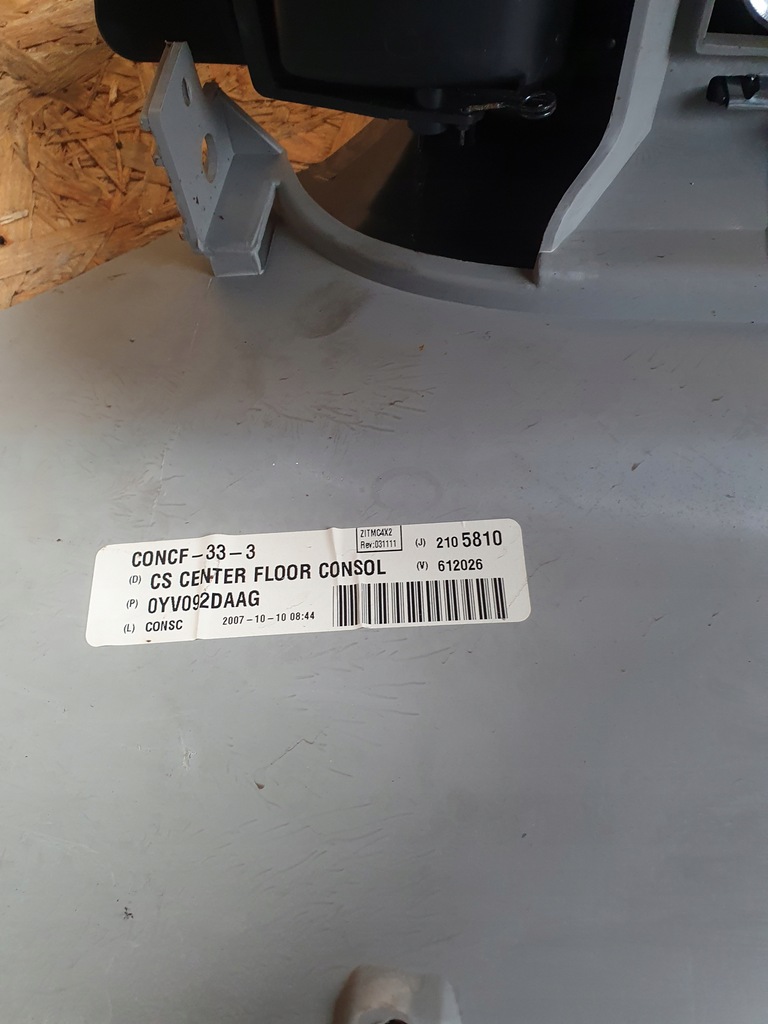 CONCF-33-3
ZITMC4X2
Rev:031111
(J) 210 5810
(D) CS CENTER FLOOR CONSOL
(V) 612026
(P) 0YV092DAAG
(L) CONSC 2007-10-10 08:44